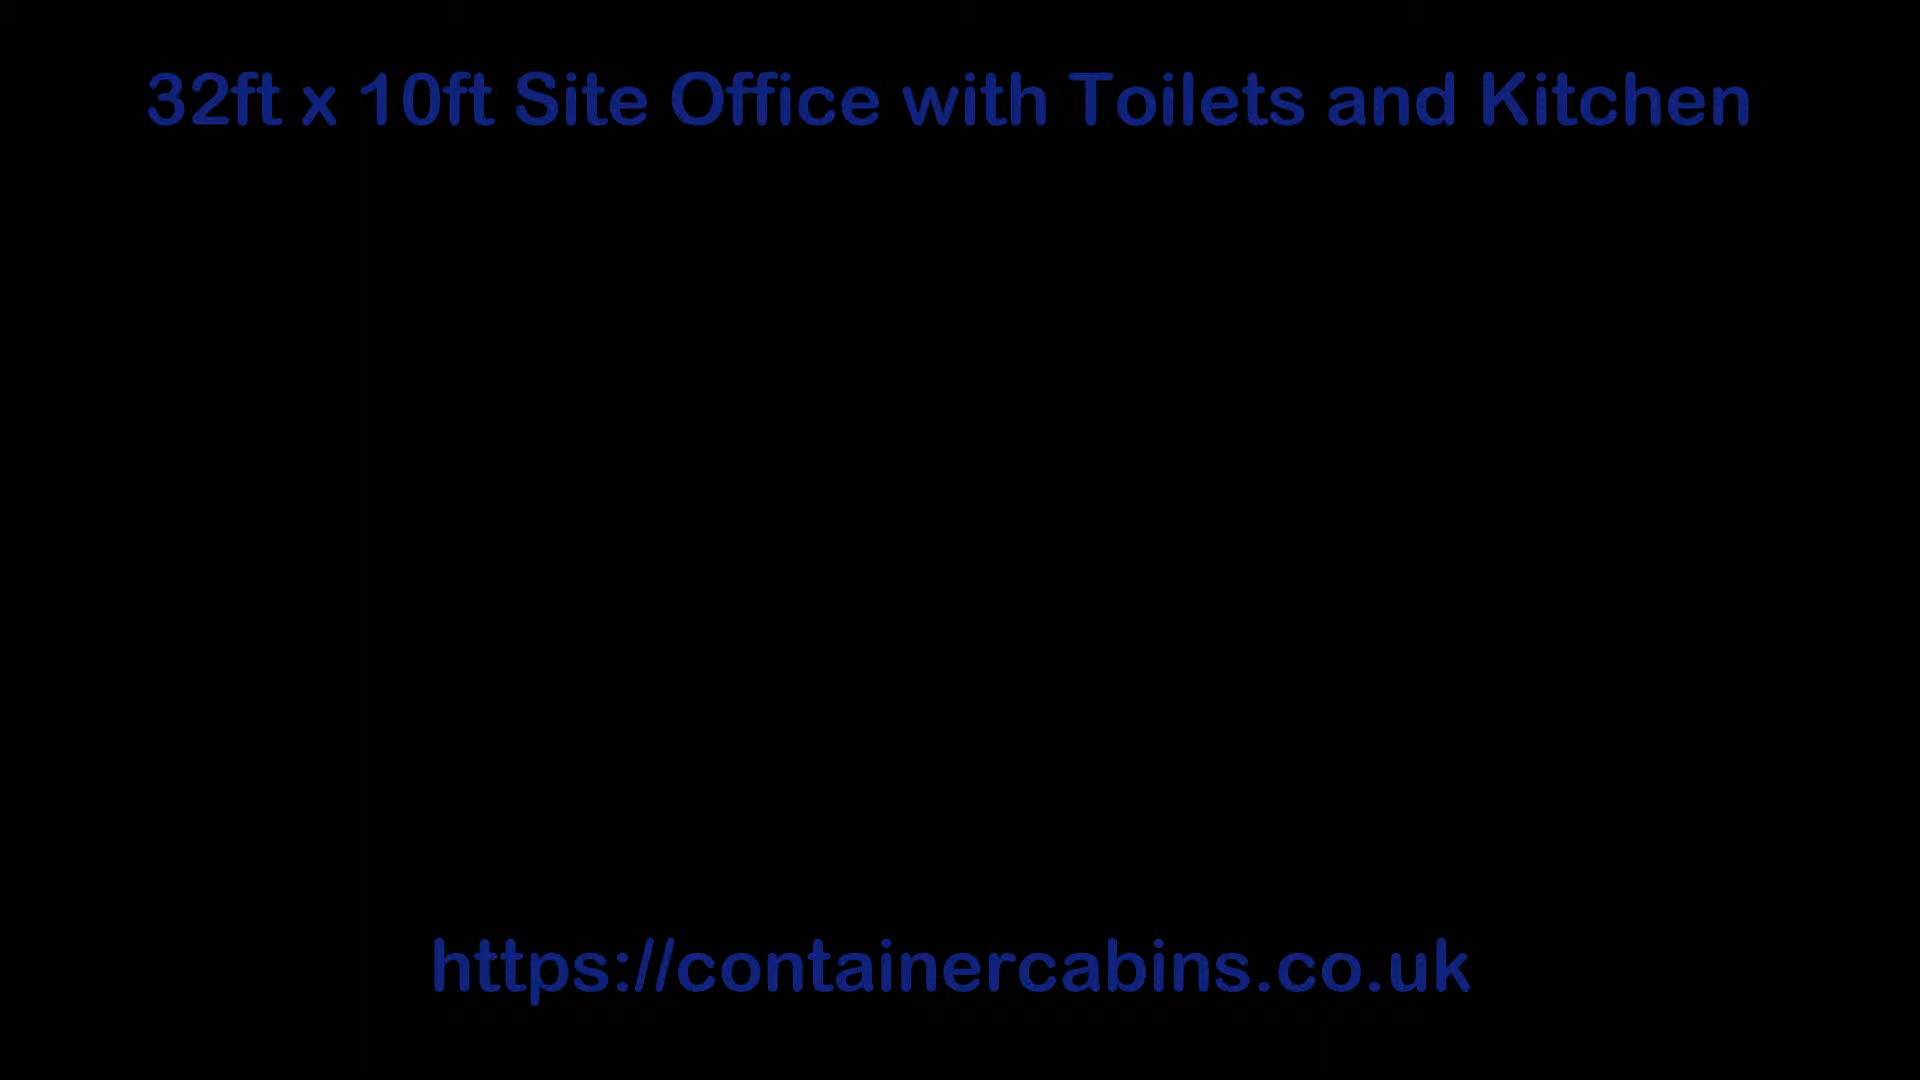 32ft x 10ft Site Office with Toilets and Kitchen
https://containercabins.co.uk